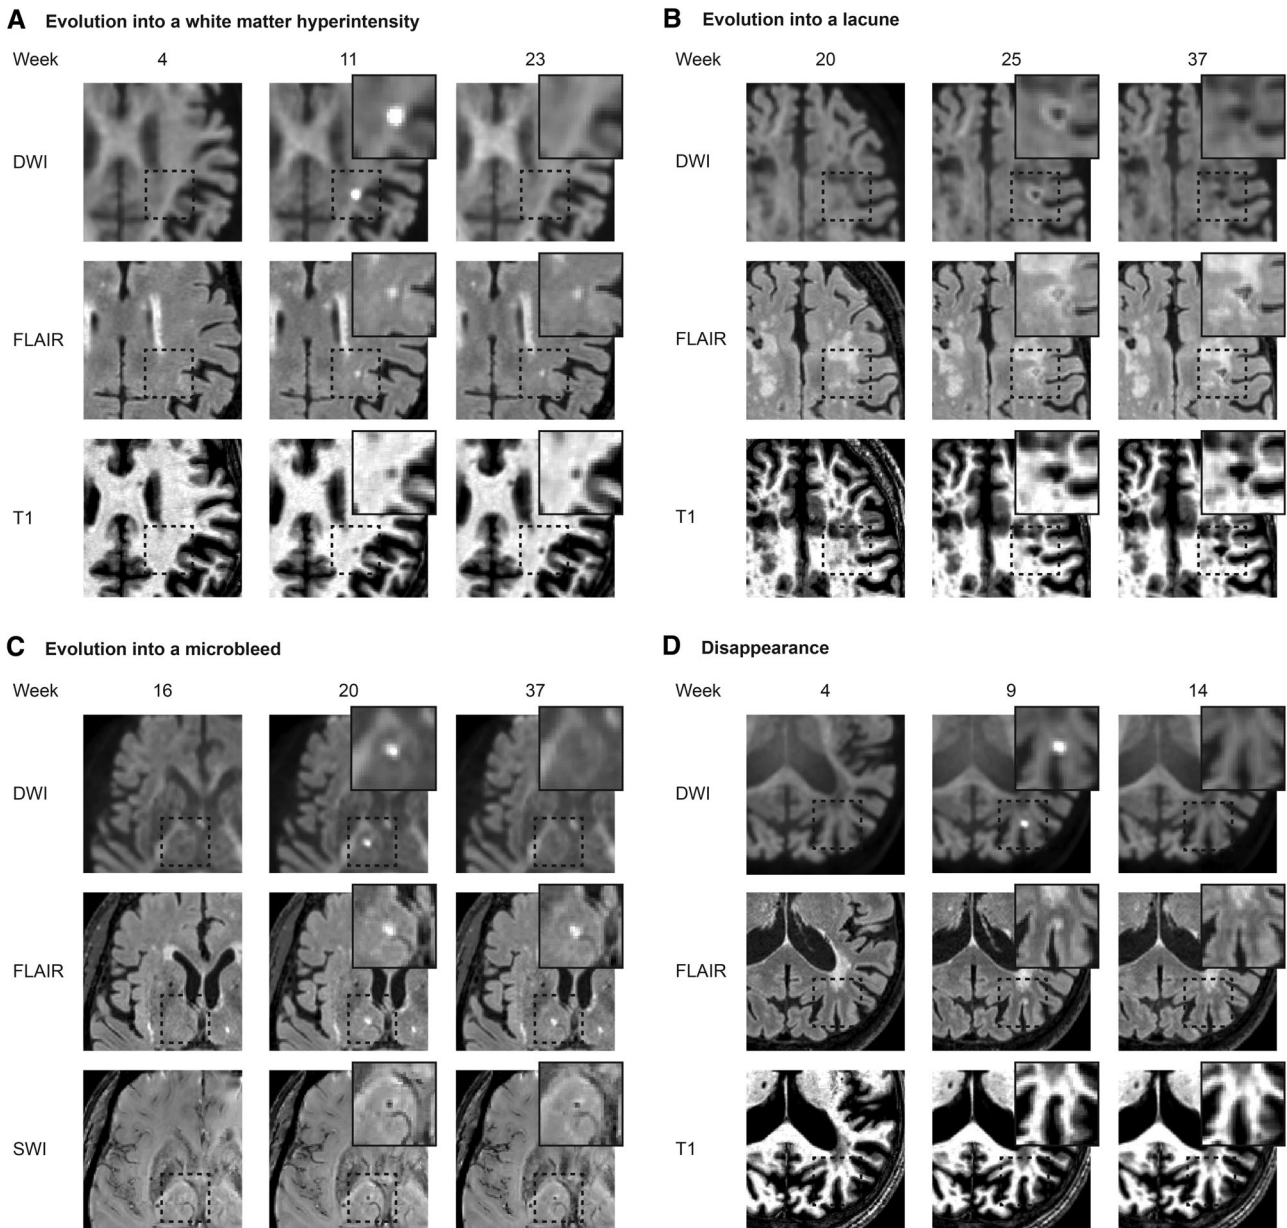 A Evolution into a white matter hyperintensity
Week 4 11 23
DWI
FLAIR
T1
B Evolution into a lacune
Week 20 25 37
DWI
FLAIR
T1
C Evolution into a microbleed
Week 16 20 37
DWI
FLAIR
SWI
D Disappearance
Week 4 9 14
DWI
FLAIR
T1